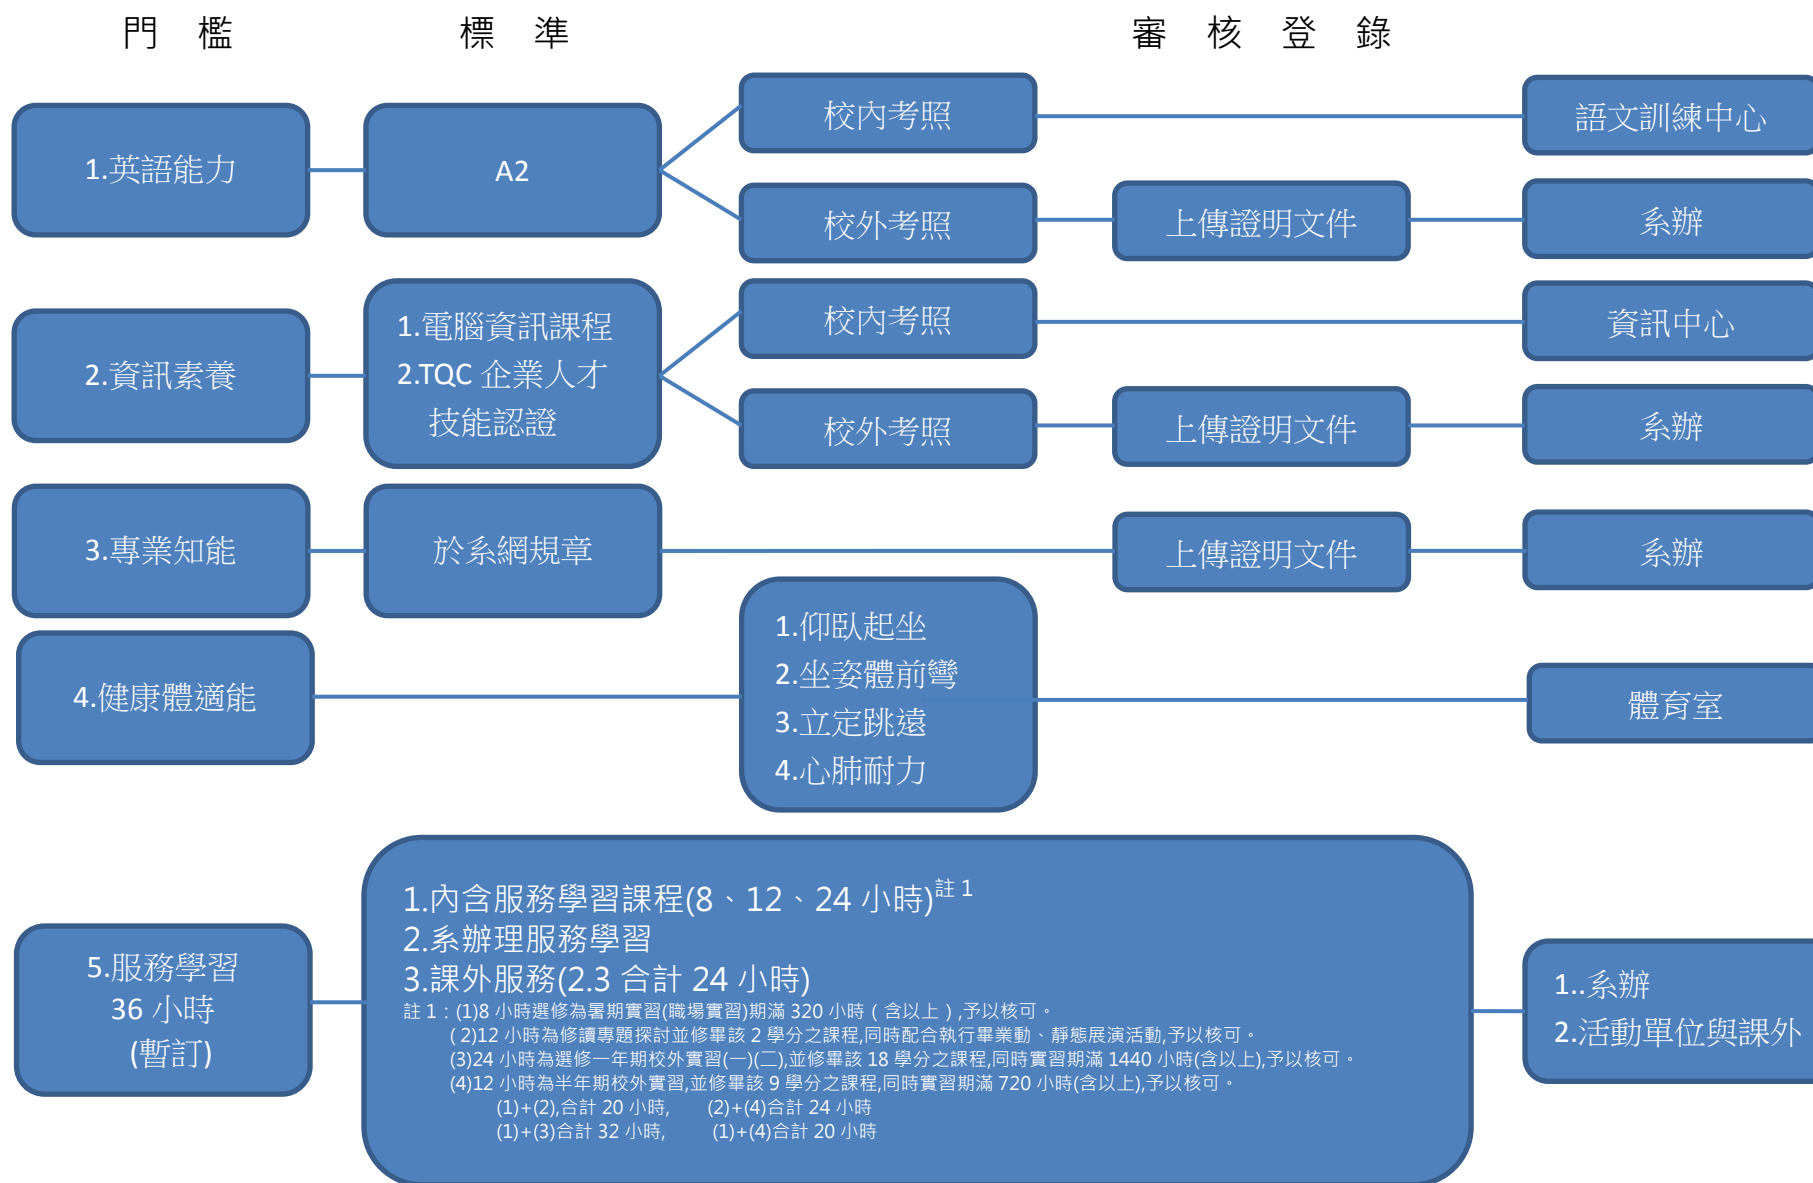 門檻 標準 審核登錄
1.英語能力
A2
校內考照
語文訓練中心
校外考照
上傳證明文件
系辦
2.資訊素養
1.電腦資訊課程
2.TQC 企業人才
技能認證
校內考照
資訊中心
校外考照
上傳證明文件
系辦
3.專業知能
於系網規章
上傳證明文件
系辦
4.健康體適能
1.仰臥起坐
2.坐姿體前彎
3.立定跳遠
4.心肺耐力
體育室
5.服務學習
36 小時
(暫訂)
1.內含服務學習課程(8、12、24 小時)註 1
2.系辦理服務學習
3.課外服務(2.3 合計 24 小時)
註 1：(1)8 小時選修為暑期實習(職場實習)期滿 320 小時（含以上）,予以核可。
( 2)12 小時為修讀專題探討並修畢該 2 學分之課程,同時配合執行畢業動、靜態展演活動,予以核可。
(3)24 小時為選修一年期校外實習(一)(二),並修畢該 18 學分之課程,同時實習期滿 1440 小時(含以上),予以核可。
(4)12 小時為半年期校外實習,並修畢該 9 學分之課程,同時實習期滿 720 小時(含以上),予以核可。
(1)+(2),合計 20 小時, (2)+(4)合計 24 小時
(1)+(3)合計 32 小時, (1)+(4)合計 20 小時
1..系辦
2.活動單位與課外